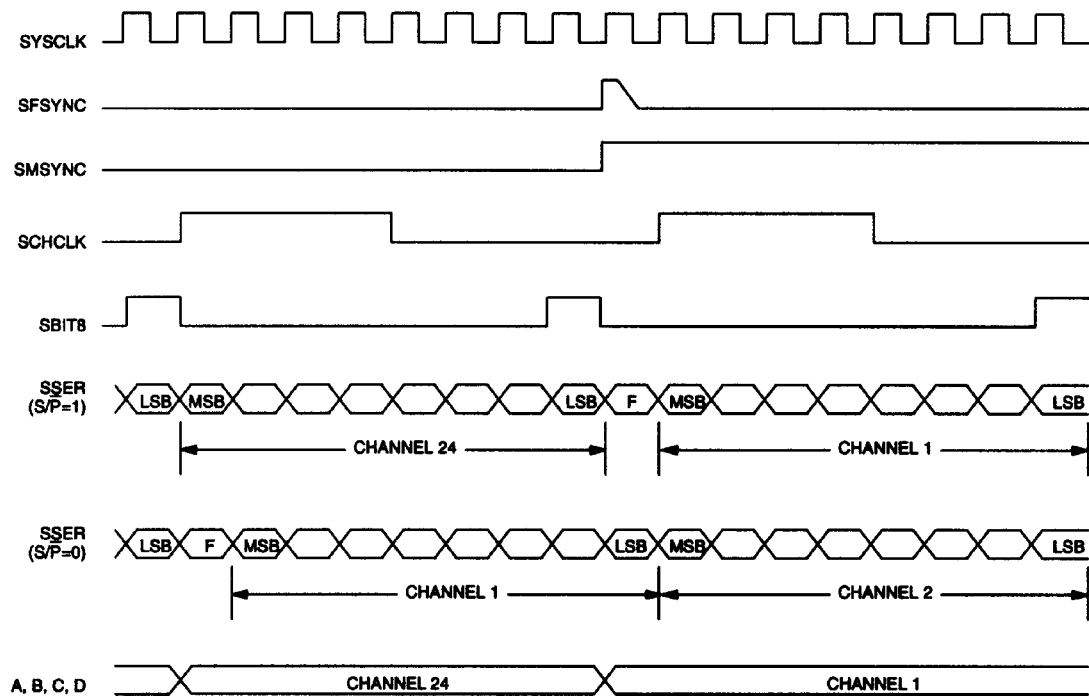 SYSCLK
SFSYNC
SMSYNC
SCHCLK
SBIT8
SSER
(S/P=1)
LSB MSB LSB F MSB LSB
CHANNEL 24 CHANNEL 1
SSER
(S/P=0)
LSB F MSB LSB MSB LSB
CHANNEL 1 CHANNEL 2
A, B, C, D CHANNEL 24 CHANNEL 1